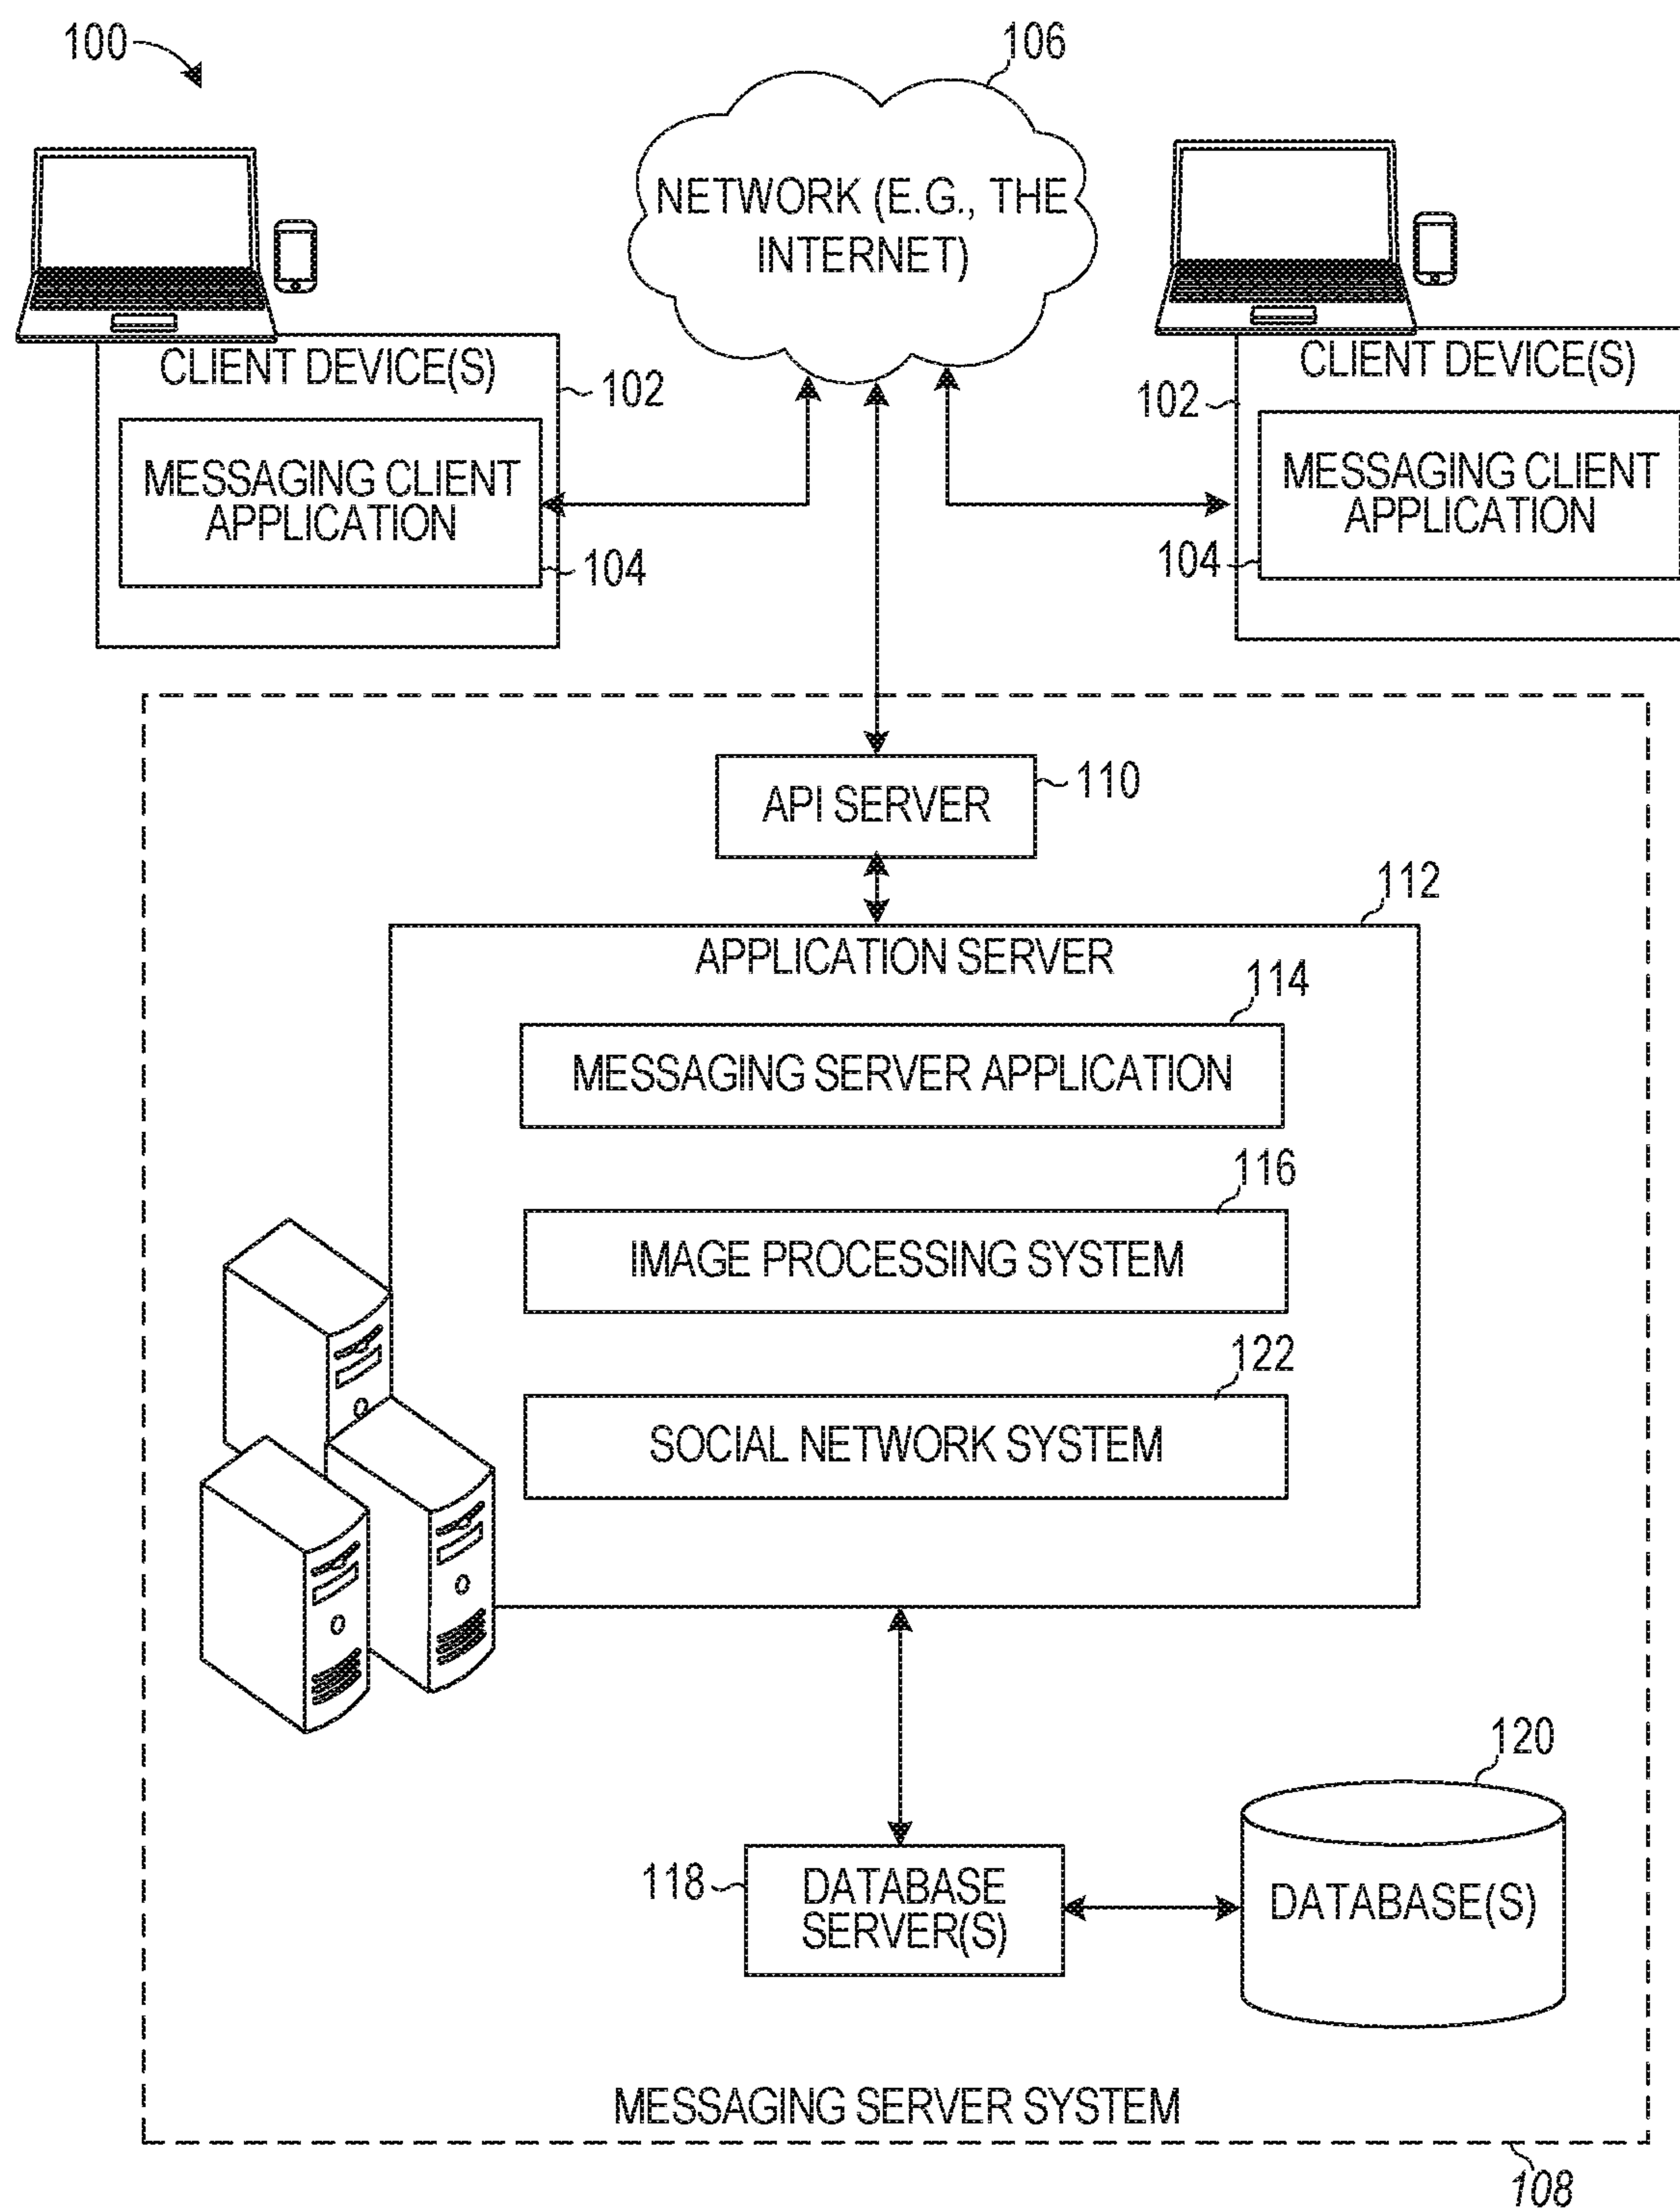 100
106
NETWORK (E.G., THE
INTERNET)
CLIENT DEVICE(S)
102
MESSAGING CLIENT
APPLICATION
104
CLIENT DEVICE(S)
102
MESSAGING CLIENT
APPLICATION
104
API SERVER
110
112
APPLICATION SERVER
114
MESSAGING SERVER APPLICATION
116
IMAGE PROCESSING SYSTEM
122
SOCIAL NETWORK SYSTEM
118
DATABASE
SERVER(S)
120
DATABASE(S)
MESSAGING SERVER SYSTEM
108